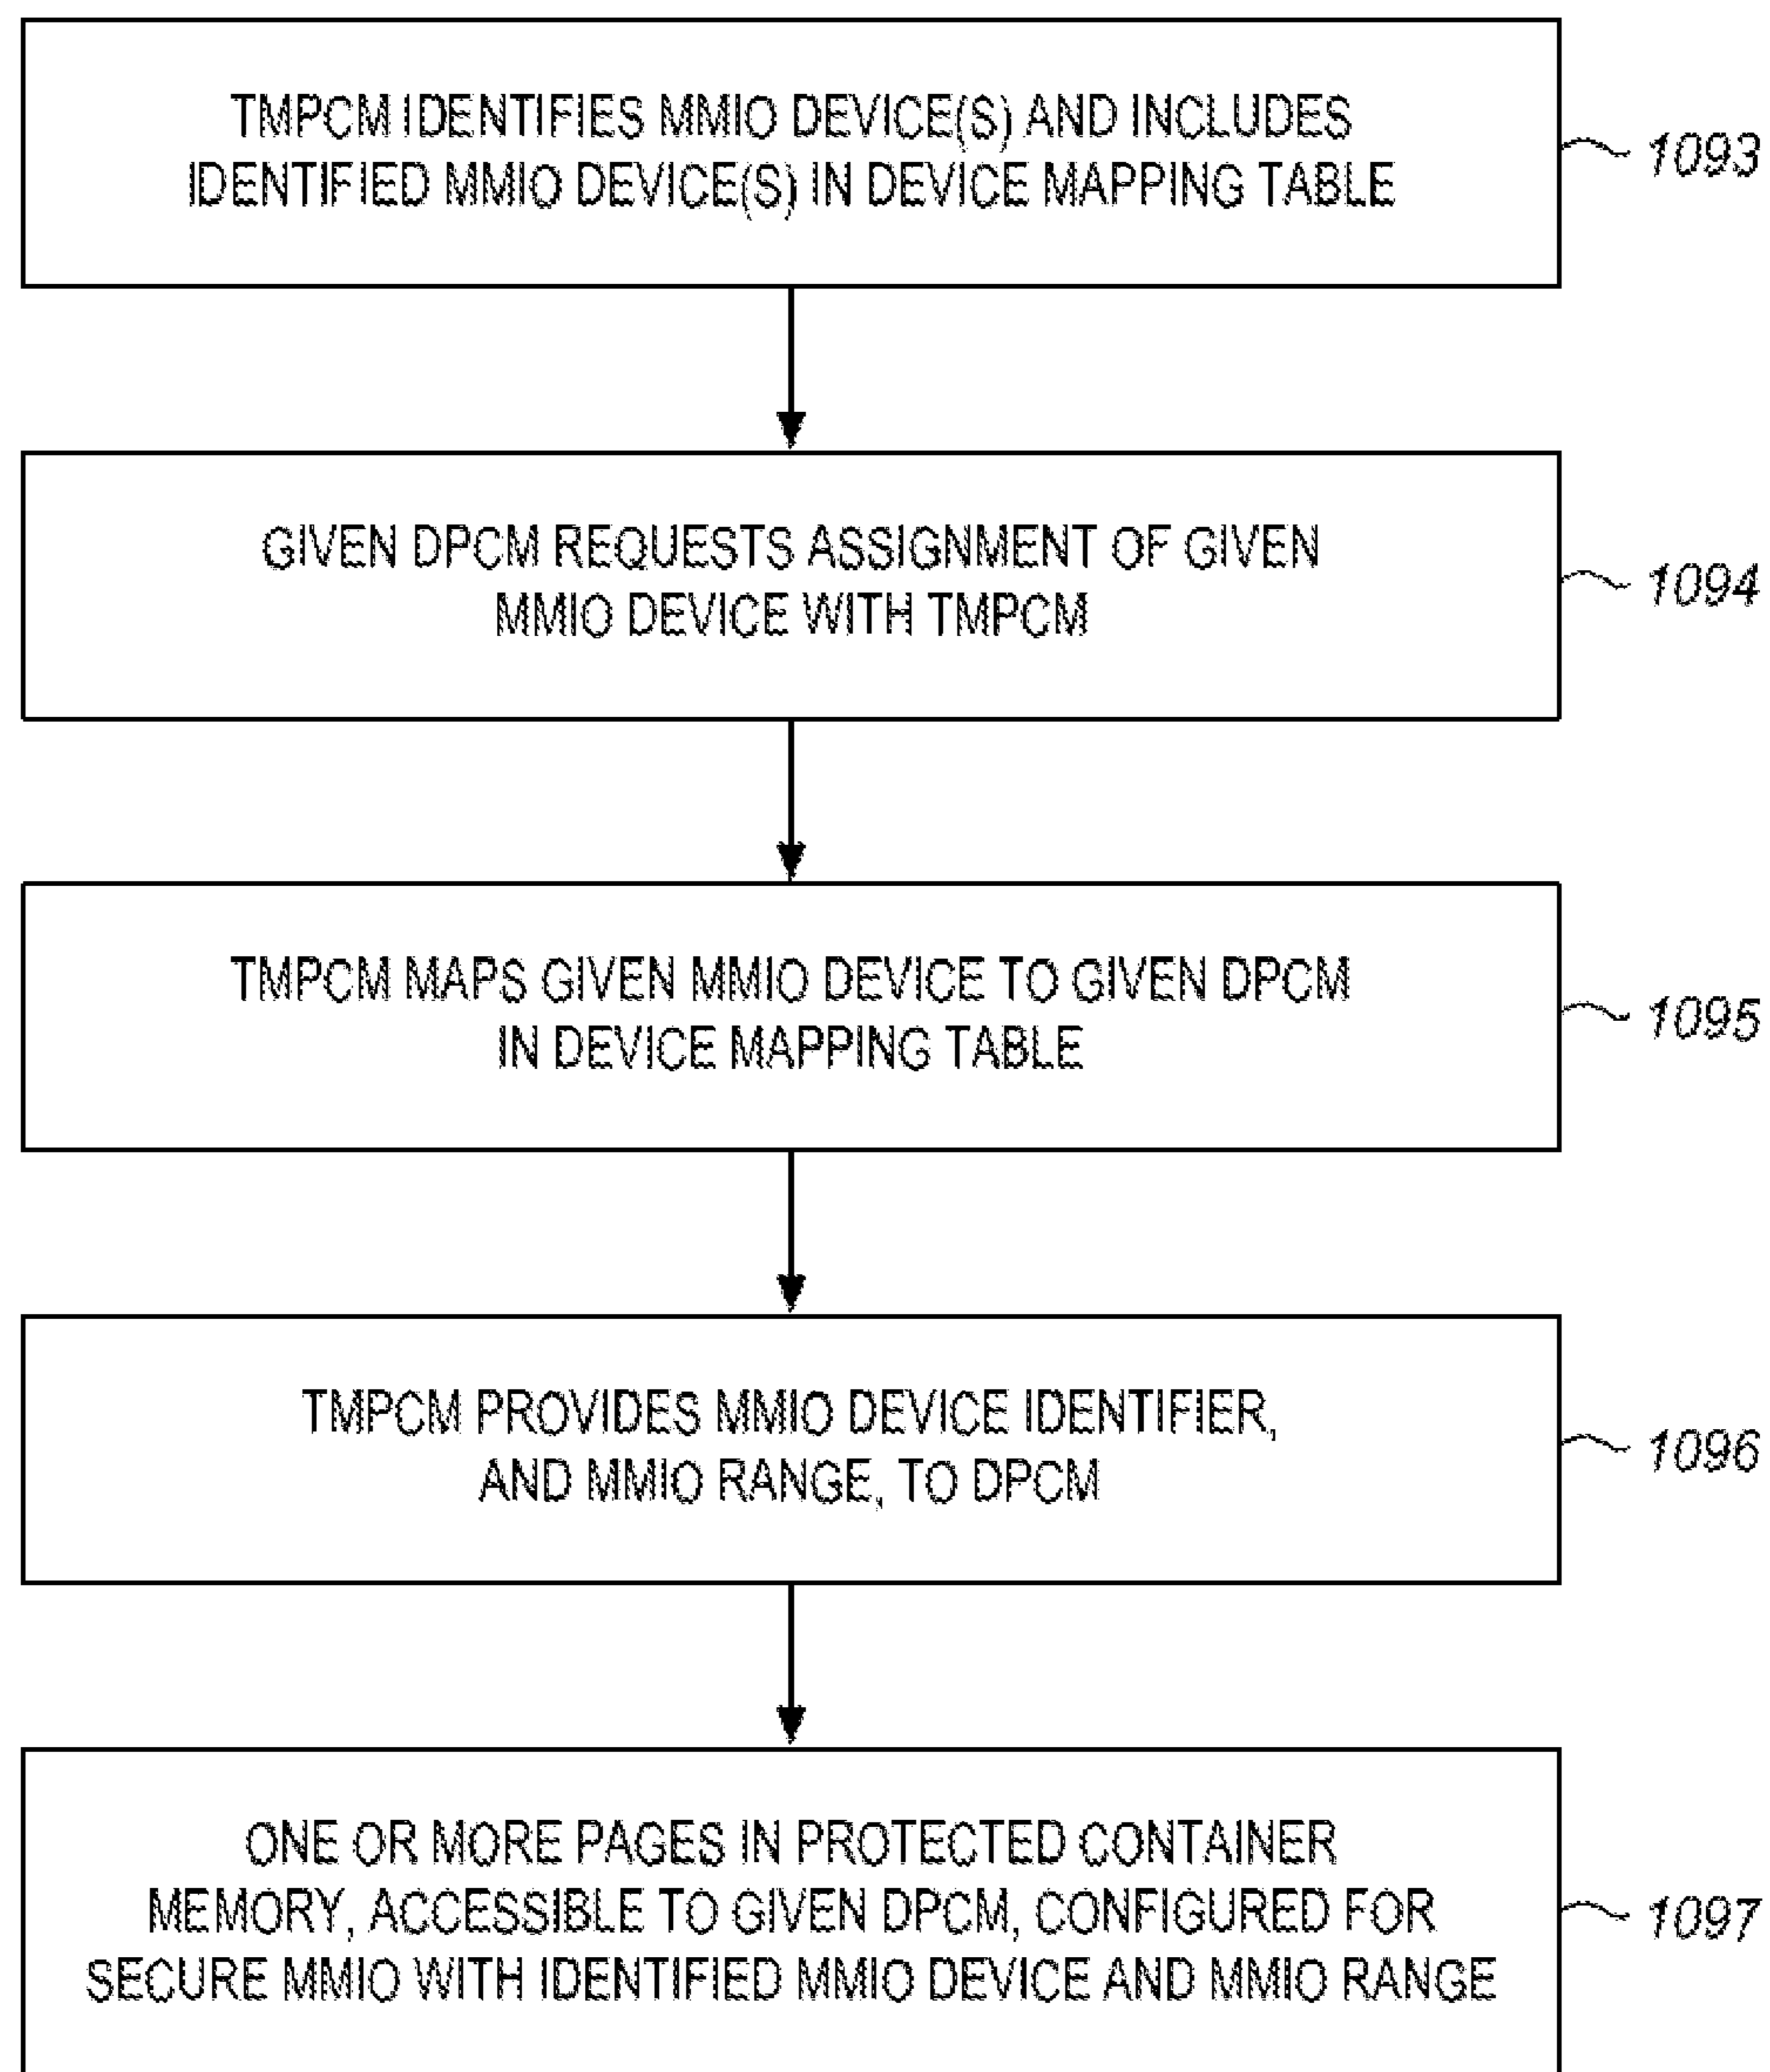 TMPCM IDENTIFIES MMIO DEVICE(S) AND INCLUDES
IDENTIFIED MMIO DEVICE(S) IN DEVICE MAPPING TABLE
1093
GIVEN DPCM REQUESTS ASSIGNMENT OF GIVEN
MMIO DEVICE WITH TMPCM
1094
TMPCM MAPS GIVEN MMIO DEVICE TO GIVEN DPCM
IN DEVICE MAPPING TABLE
1095
TMPCM PROVIDES MMIO DEVICE IDENTIFIER,
AND MMIO RANGE, TO DPCM
1096
ONE OR MORE PAGES IN PROTECTED CONTAINER
MEMORY, ACCESSIBLE TO GIVEN DPCM, CONFIGURED FOR
SECURE MMIO WITH IDENTIFIED MMIO DEVICE AND MMIO RANGE
1097